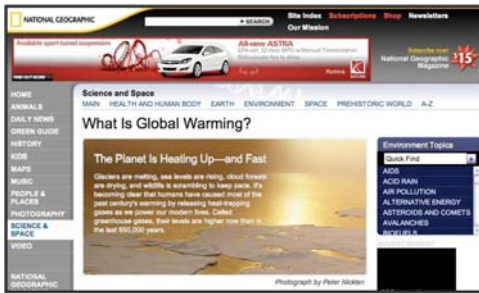 NATIONAL GEOGRAPHIC
SEARCH
Site Index Subscriptions Shop Newsletters
Our Mission
Available sport-tuned suspension
All-new ASTRA
Rethink.
Subscribe now!
National Geographic
Magazine
$15
HOME
ANIMALS
DAILY NEWS
GREEN GUIDE
HISTORY
KIDS
MAPS
MUSIC
PEOPLE &
PLACES
PHOTOGRAPHY
SCIENCE &
SPACE
VIDEO
NATIONAL
GEOGRAPHIC
Science and Space
MAIN HEALTH AND HUMAN BODY EARTH ENVIRONMENT SPACE PREHISTORIC WORLD A-Z
What Is Global Warming?
The Planet Is Heating Up—and Fast
Glaciers are melting, sea levels are rising, cloud forests
are drying, and wildlife is scrambling to keep pace. It's
becoming clear that humans have caused most of the
past century's warming by releasing heat-trapping
gases as we power our modern lives. Called
greenhouse gases, their levels are higher now than in
the last 650,000 years.
Photograph by Peter Nicklen
Environment Topics
Quick Find
AIDS
ACID RAIN
AIR POLLUTION
ALTERNATIVE ENERGY
ASTEROIDS AND COMETS
AVALANCHES
BIOFUELS
ADVERTISEMENT